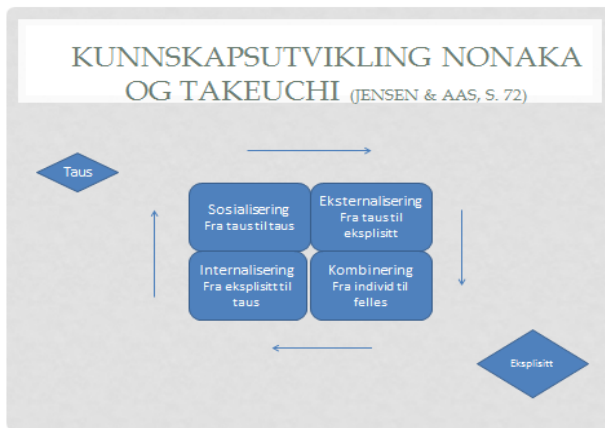 KUNNSKAPSUTVIKLING NONAKA
OG TAKEUCHI (JENSEN & AAS, S. 72)
Taus
Sosialisering
Fra taus til taus
Eksternalisering
Fra taus til
eksplisitt
Internalisering
Fra eksplisitt til
taus
Kombinering
Fra individ til
felles
Eksplisitt